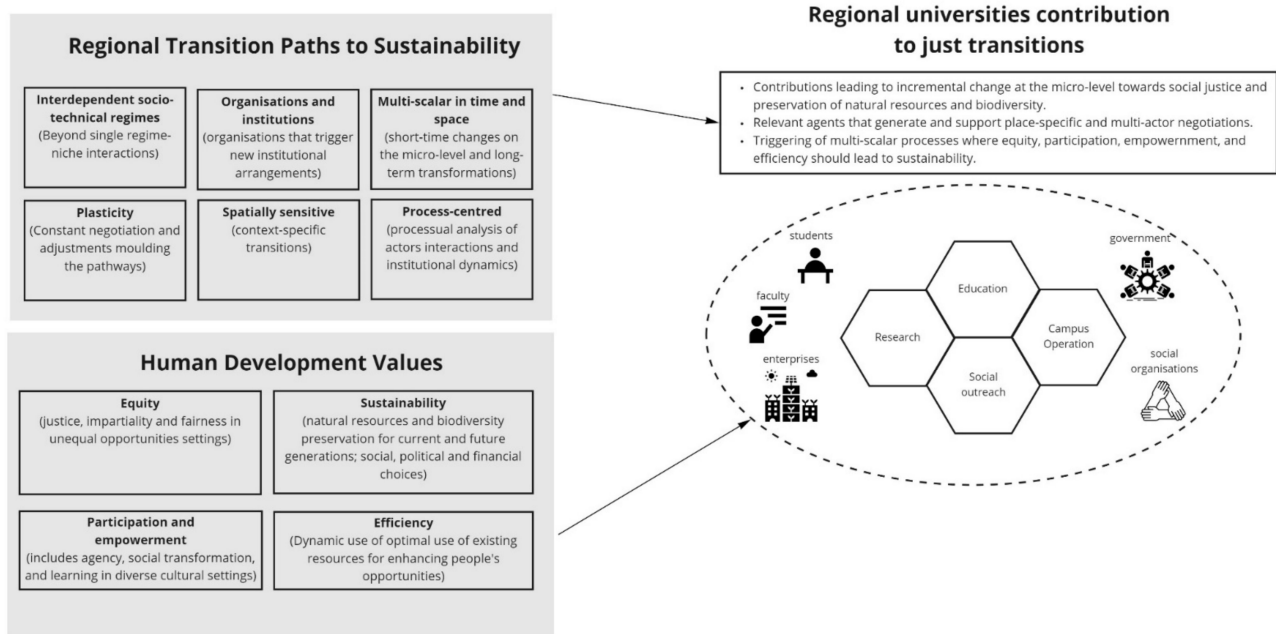 Regional Transition Paths to Sustainability
Interdependent socio-
technical regimes
(Beyond single regime-
niche interactions)
Organisations and
institutions
(organisations that trigger
new institutional
arrangements)
Multi-scalar in time and
space
(short-time changes on
the micro-level and long-
term transformations)
Plasticity
(Constant negotiation and
adjustments moulding
the pathways)
Spatially sensitive
(context-specific
transitions)
Process-centred
(processual analysis of
actors interactions and
institutional dynamics)
Human Development Values
Equity
(justice, impartiality and fairness in
unequal opportunities settings)
Sustainability
(natural resources and biodiversity
preservation for current and future
generations; social, political and financial
choices)
Participation and
empowerment
(includes agency, social transformation,
and learning in diverse cultural settings)
Efficiency
(Dynamic use of optimal use of existing
resources for enhancing people's
opportunities)
Regional universities contribution
to just transitions
• Contributions leading to incremental change at the micro-level towards social justice and
preservation of natural resources and biodiversity.
• Relevant agents that generate and support place-specific and multi-actor negotiations.
• Triggering of multi-scalar processes where equity, participation, empowerment, and
efficiency should lead to sustainability.
students
faculty
enterprises
Research
Education
Social
outreach
Campus
Operation
government
social
organisations